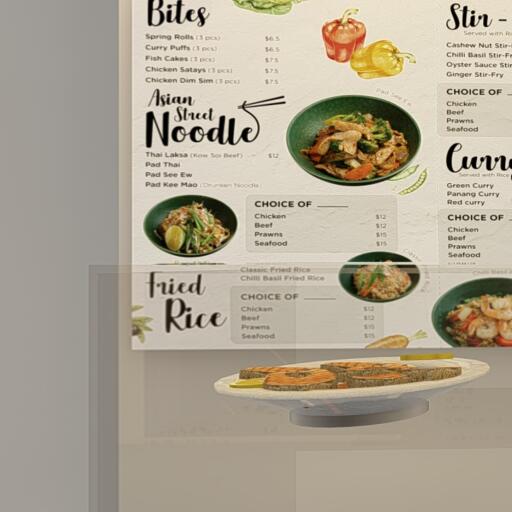 Bites
Spring Rolls (3 pcs) $6.5
Curry Puffs (3 pcs) $6.5
Fish Cakes (3 pcs) $7.5
Chicken Satays (3 pcs) $7.5
Chicken Dim Sim (3 pcs) $7.5
Asian
Street
Noodle
Thai Laksa (Kow Soi Beef) $12
Pad Thai
Pad See Ew
Pad Kee Mao (Drunken Noodle
Pad See Ew
CHOICE OF
Chicken $12
Beef $12
Prawns $15
Seafood $15
Fried
Rice
Classic Fried Rice
Chilli Basil Fried Rice
CHOICE OF
Chicken $12
Beef $12
Prawns $15
Seafood $15
Stir -
Served with Ri
Cashew Nut Stir-
Chilli Basil Stir-Fr
Oyster Sauce Stir
Ginger Stir-Fry
CHOICE OF
Chicken
Beef
Prawns
Seafood
Curry
Served with Rice
Green Curry
Panang Curry
Red curry
CHOICE OF
Chicken
Beef
Prawns
Seafood